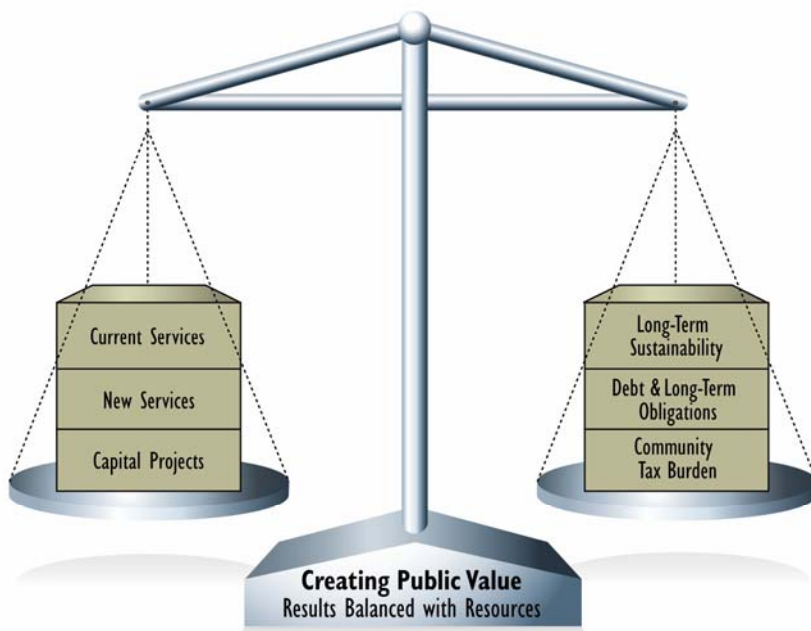 Current Services
New Services
Capital Projects
Long-Term
Sustainability
Debt & Long-Term
Obligations
Community
Tax Burden
Creating Public Value
Results Balanced with Resources